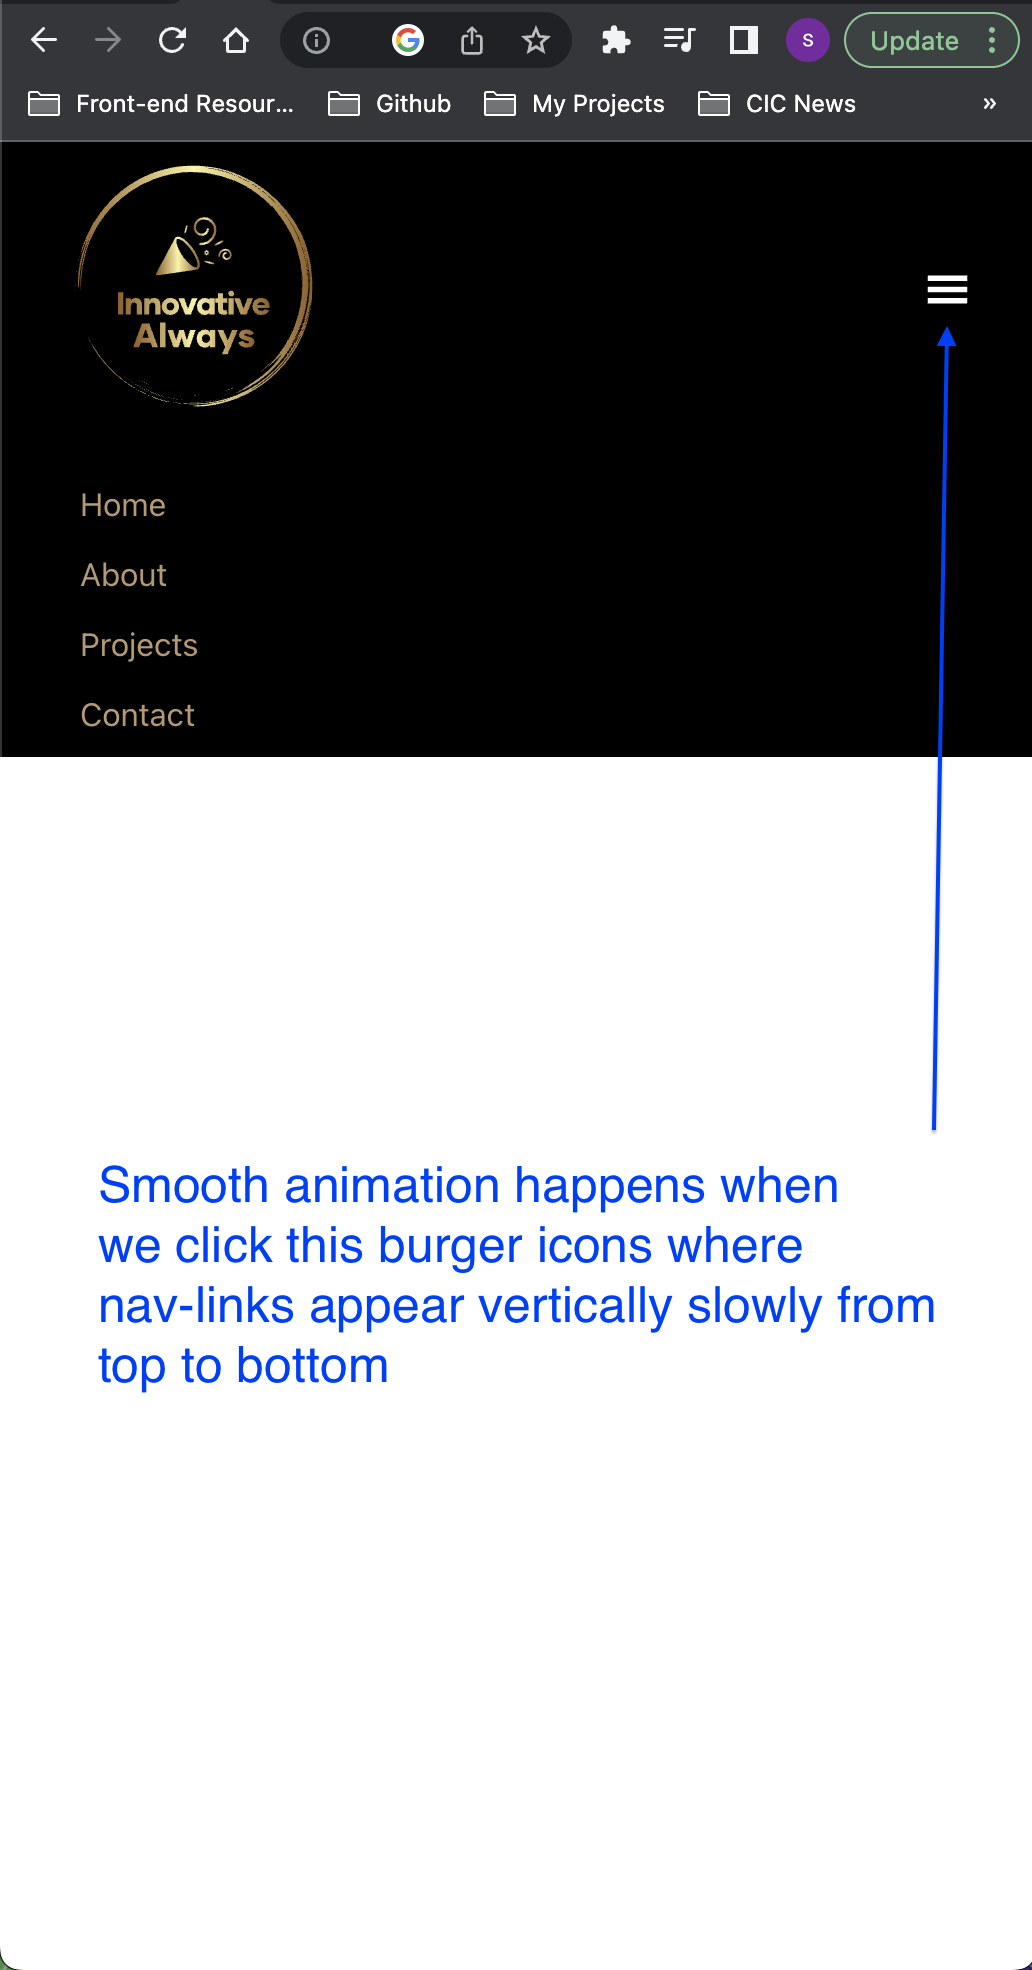 S
Update
Front-end Resour...
Github
My Projects
CIC News
»
Innovative
Always
Home
About
Projects
Contact
Smooth animation happens when
we click this burger icons where
nav-links appear vertically slowly from
top to bottom